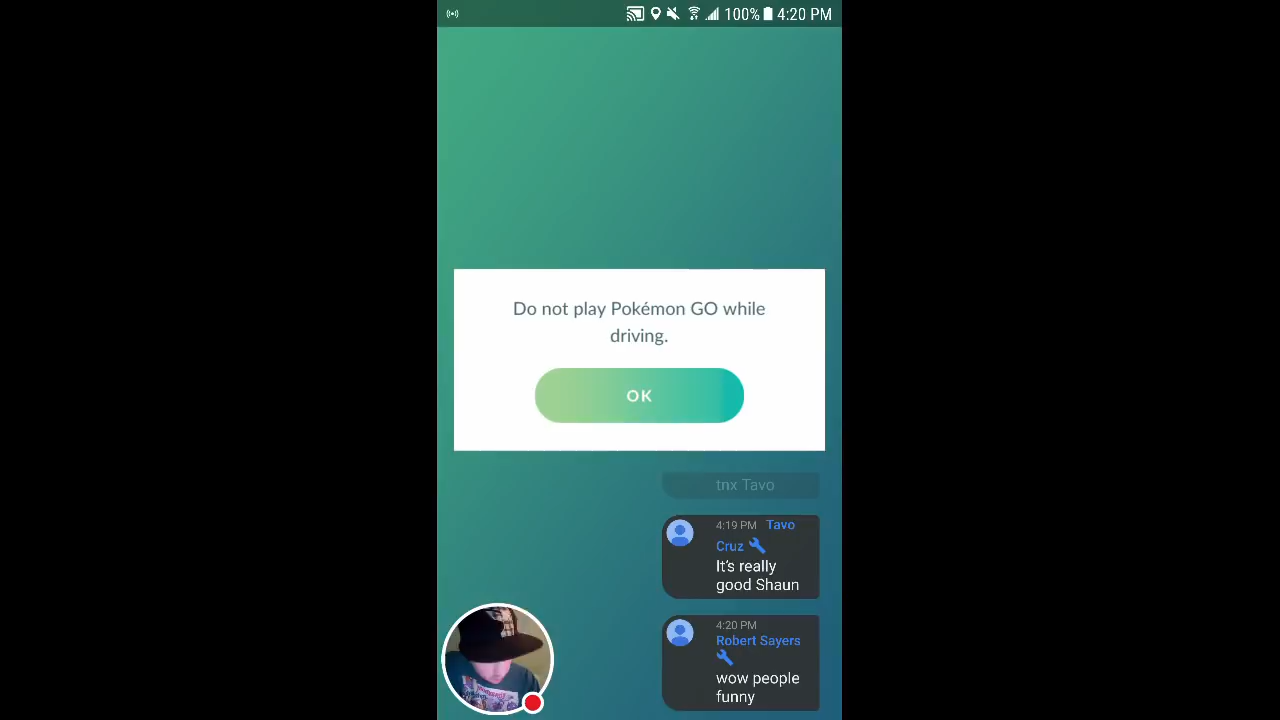 100% 4:20 PM
Do not play Pokémon GO while
driving.
OK
tnx Tavo
4:19 PM Tavo
Cruz
It's really
good Shaun
4:20 PM
Robert Sayers
wow people
funny